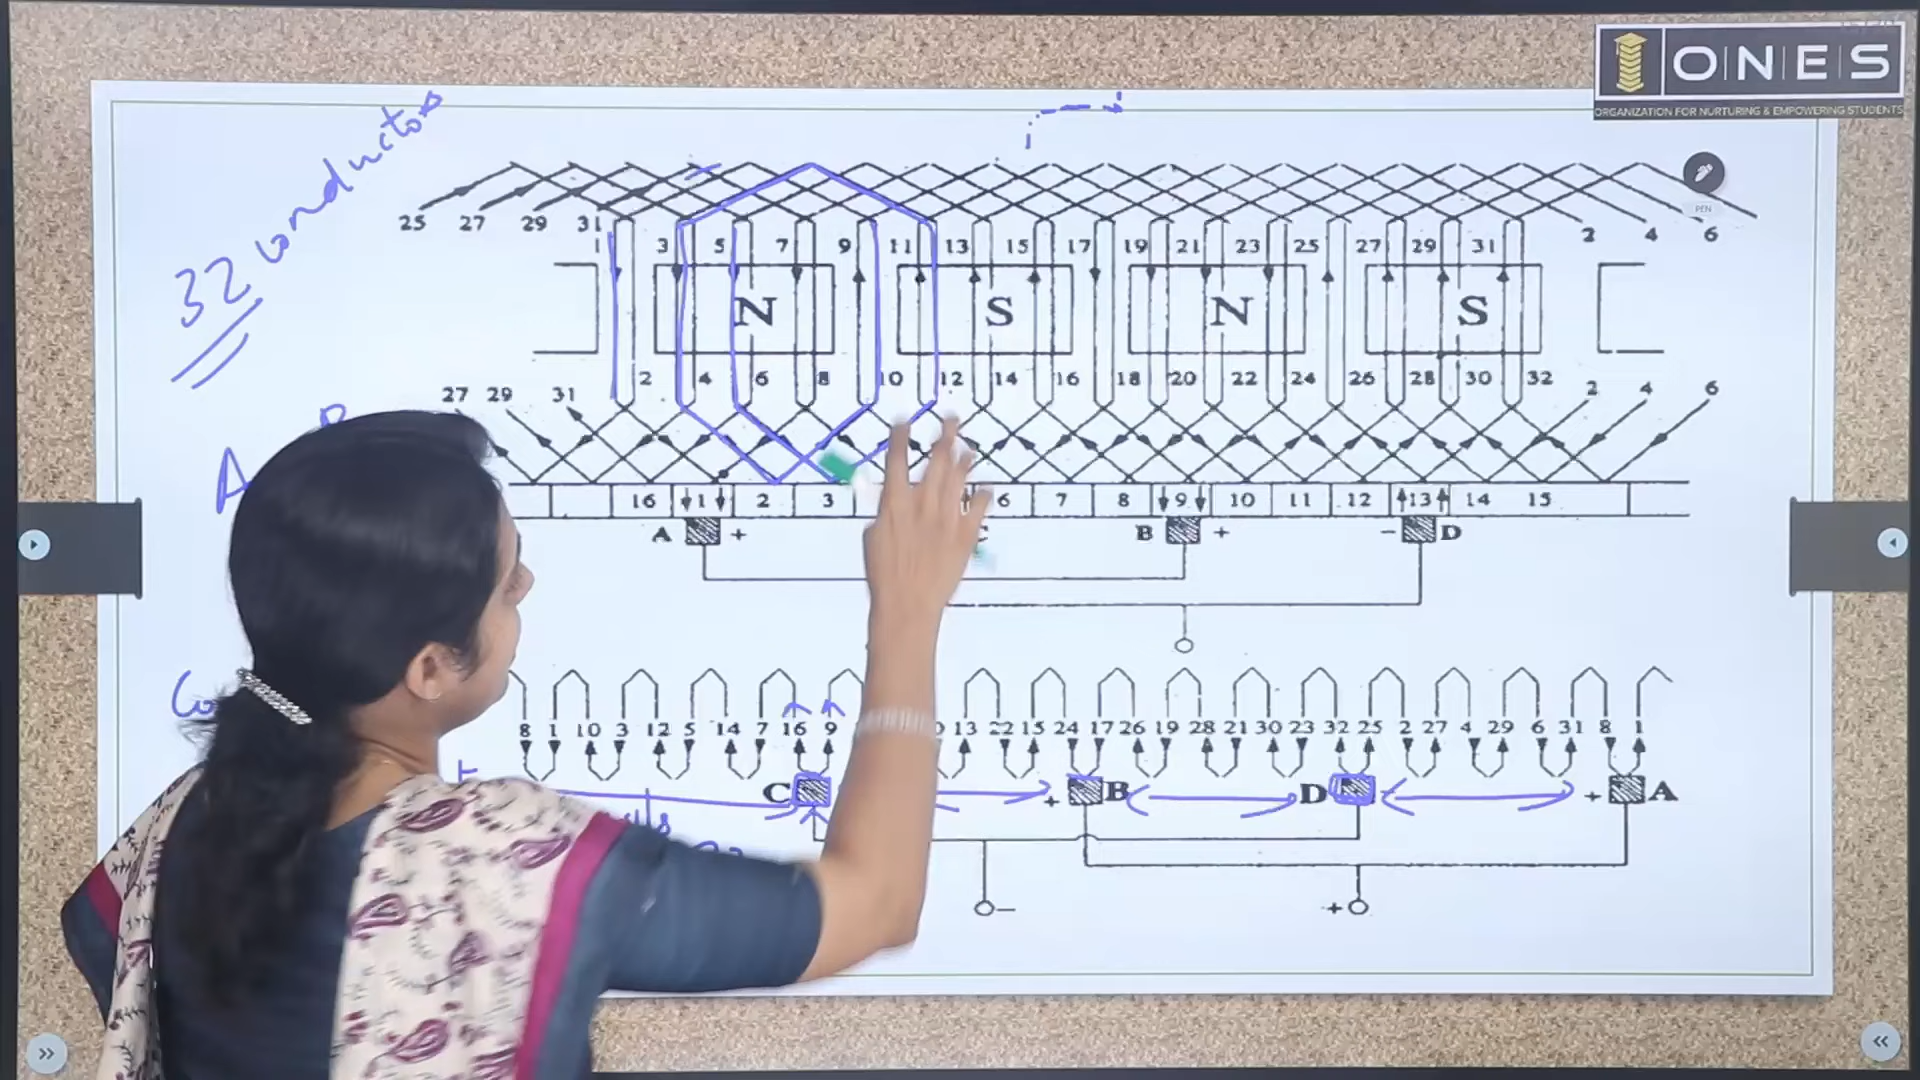 ONES
ORGANIZATION FOR NURTURING & EMPOWERING STUDENTS
PEN
32 conductors
25 27 29 31 2 4 6
1 3 5 7 9 11 13 15 17 19 21 23 25 27 29 31
N S N S
2 4 6 8 10 12 14 16 18 20 22 24 26 28 30 32
27 29 31 2 4 6
A
16 1 2 3 6 7 8 9 10 11 12 13 14 15
A + C B + - D
8 1 10 3 12 5 14 7 16 9 13 22 15 24 17 26 19 28 21 30 23 32 25 2 27 4 29 6 31 8 1
C + B D + A
- +